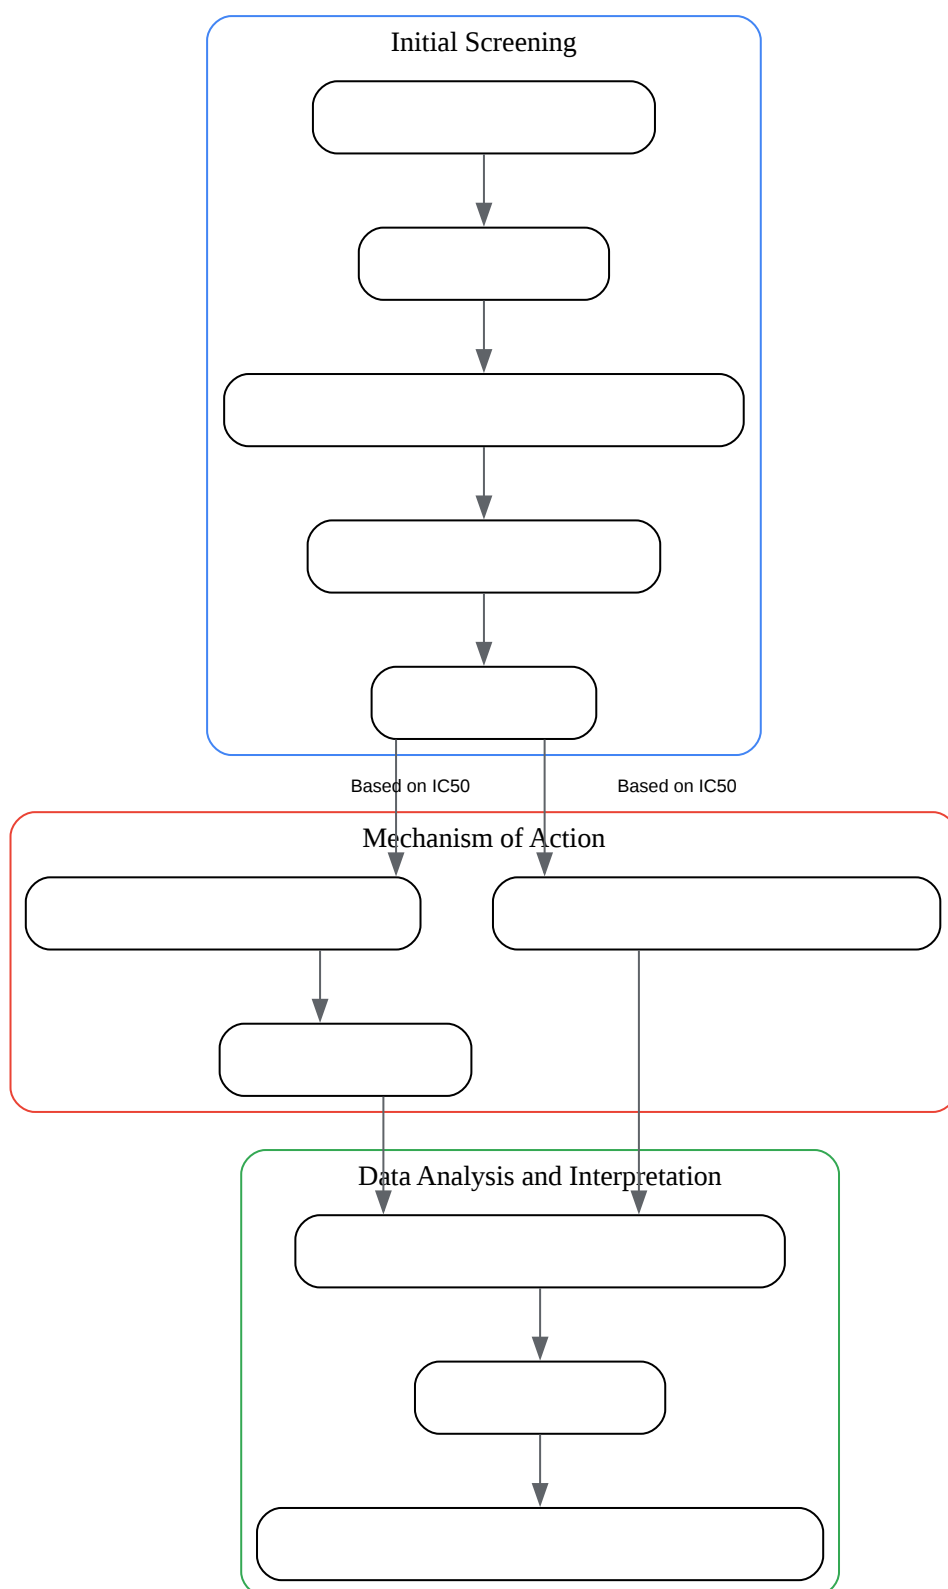 Initial Screening
Based on IC50
Based on IC50
Mechanism of Action
Data Analysis and Interpretation